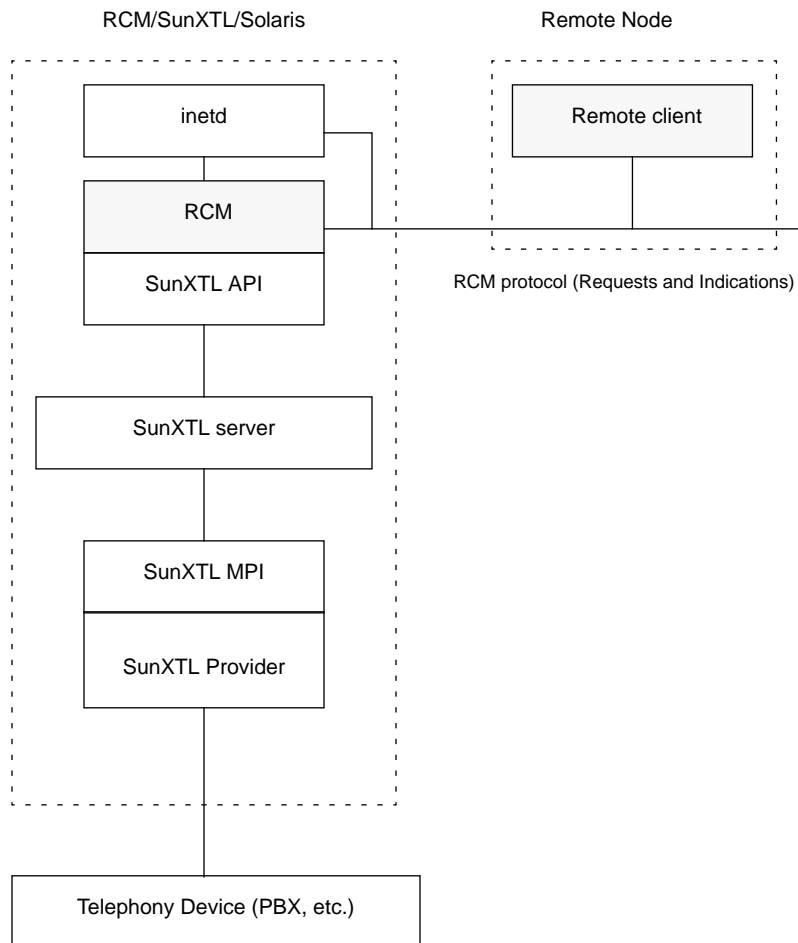 RCM/SunXTL/Solaris
Remote Node
inetd
Remote client
RCM
SunXTL API
RCM protocol (Requests and Indications)
SunXTL server
SunXTL MPI
SunXTL Provider
Telephony Device (PBX, etc.)